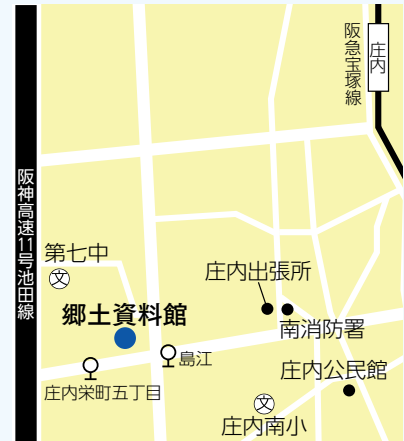 阪急宝塚線
庄内
阪神高速11号池田線
第七中
文
庄内出張所
郷土資料館
南消防署
島江
庄内公民館
庄内栄町五丁目
文
庄内南小